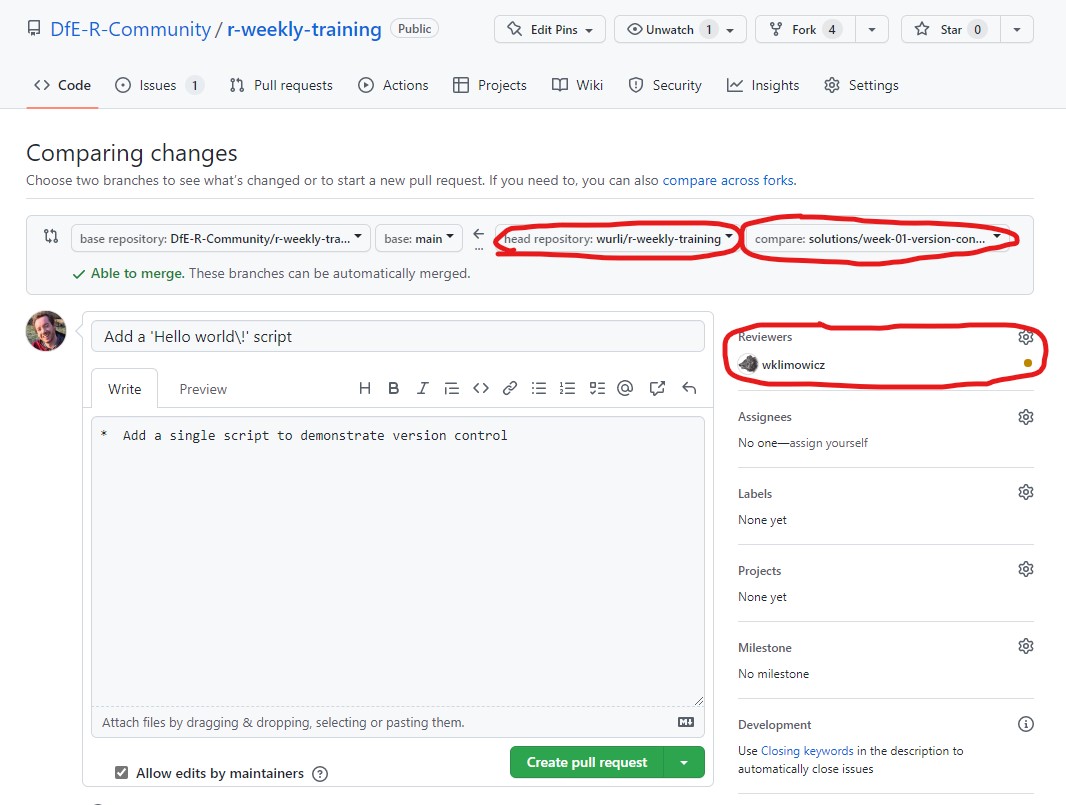 DfE-R-Community / r-weekly-training Public
Edit Pins Unwatch 1 Fork 4 Star 0
Code Issues 1 Pull requests Actions Projects Wiki Security Insights Settings
Comparing changes
Choose two branches to see what's changed or to start a new pull request. If you need to, you can also compare across forks.
base repository: DfE-R-Community/r-weekly-tra... base: main ← head repository: wurli/r-weekly-training compare: solutions/week-01-version-con...
...
Able to merge. These branches can be automatically merged.
Add a 'Hello world\!' script
Write Preview
* Add a single script to demonstrate version control
Attach files by dragging & dropping, selecting or pasting them.
Allow edits by maintainers
Create pull request
Reviewers
wklimowicz
Assignees
No one—assign yourself
Labels
None yet
Projects
None yet
Milestone
No milestone
Development
Use Closing keywords in the description to
automatically close issues